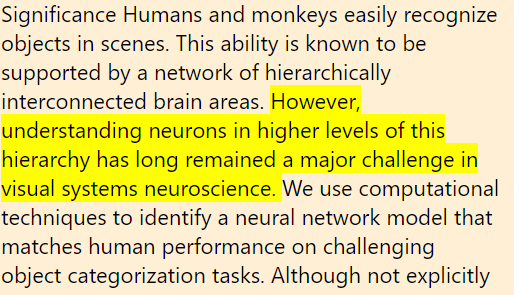 Significance Humans and monkeys easily recognize
objects in scenes. This ability is known to be
supported by a network of hierarchically
interconnected brain areas. However,
understanding neurons in higher levels of this
hierarchy has long remained a major challenge in
visual systems neuroscience. We use computational
techniques to identify a neural network model that
matches human performance on challenging
object categorization tasks. Although not explicitly